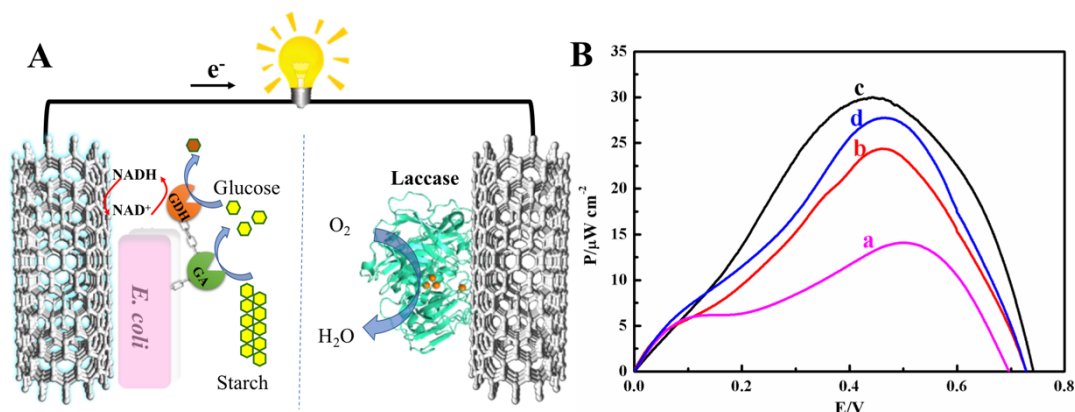 A
e-
NADH
NAD+
GDH
Glucose
GA
E. coli
Starch
Laccase
O2
H2O
B
35
30
25
20
15
10
5
0
P/μW cm-2
c
d
b
a
0.0
0.2
0.4
0.6
0.8
E/V